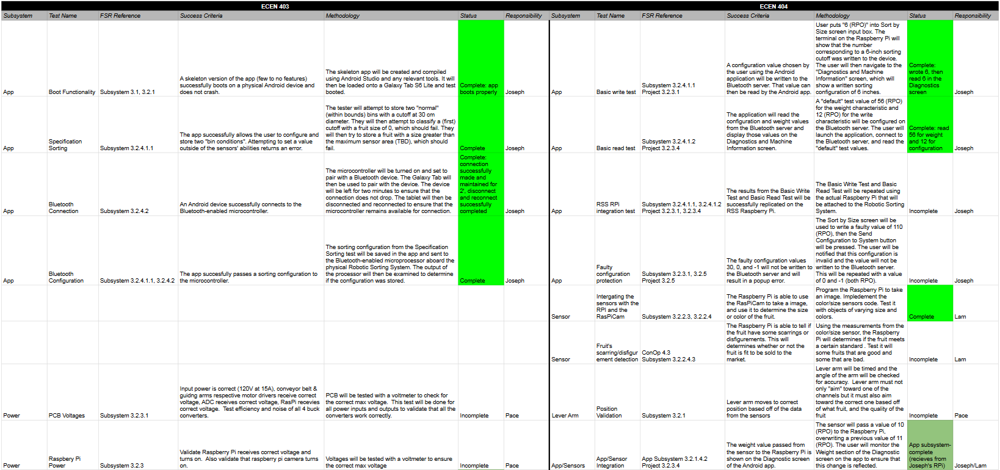 ECEN 403
ECEN 404
Subsystem
Test Name
FSR Reference
Success Criteria
Methodology
Status
Responsibility
Subsystem
Test Name
FSR Reference
Success Criteria
Methodology
Status
Responsibility
App
Boot Functionality
Subsystem 3.1, 3.2.1
A skeleton version of the app (few to no features)
successfully boots on a physical Android device and
does not crash.
The skeleton app will be created and compiled
using Android Studio and any relevant tools. It will
then be loaded onto a Galaxy Tab S6 Lite and test
booted.
Complete: app
boots properly
Joseph
App
Basic write test
Subsystem 3.2.4.1.1
Project 3.2.3.1
A configuration value chosen by
the user using the Android
application will be written to the
Bluetooth server. That value can
then be read by the Android app.
User puts "6 (RPO)" into Sort by
Size screen input box. The
terminal on the Raspberry Pi will
show that the number
corresponding to a 6-inch sorting
cutoff was written to the device.
The user will then navigate to the
"Diagnostics and Machine
Information" screen, which will
show a written sorting
configuration of 6 inches.
Complete:
wrote 6, then
read 6 in the
Diagnostics
screen
Joseph
App
Specification
Sorting
Subsystem 3.2.4.1.1
The app successfully allows the user to configure and
store two "bin conditions". Attempting to set a value
outside of the sensors' abilities returns an error.
The tester will attempt to store two "normal"
(within bounds) bins with a cutoff at 30 cm
diameter. They will then attempt to classify a (first)
cutoff with a fruit size of 0, which should fail. They
will then try to store a fruit with a size greater than
the maximum sensor area (TBD), which should
fail.
Complete
Joseph
App
Basic read test
Subsystem 3.2.4.1.2
Project 3.2.3.4
The application will read the
configuration and weight values
from the Bluetooth server and
display those values on the
Diagnostics and Machine
Information screen.
A "default" test value of 56 (RPO)
for the weight characteristic and
12 (RPO) for the write
characteristic will be configured on
the Bluetooth server. The user will
launch the application, connect to
the Bluetooth server, and read the
"default" test values.
Complete: read
56 for weight
and 12 for
configuration
Joseph
App
Bluetooth
Connection
Subsystem 3.2.4.2
An Android device successfully connects to the
Bluetooth-enabled microcontroller.
The microcontroller will be turned on and set to
pair with a Bluetooth device. The Galaxy Tab will
then be used to pair with the device. The device
will be left for two minutes to ensure that the
connection does not drop. The tablet will then be
disconnected and reconnected to ensure that the
microcontroller remains available for connection.
Complete:
connection
successfully
made and
maintained for
2', disconnect
and reconnect
successfully
completed
Joseph
App
RSS RPi
integration test
Subsystem 3.2.4.1.1, 3.2.4.1.2
Project 3.2.3.1, 3.2.3.4
The results from the Basic Write
Test and Basic Read Test will be
successfully replicated on the
RSS Raspberry Pi.
The Basic Write Test and Basic
Read Test will be repeated using
the actual Raspberry Pi that will
be attached to the Robotic Sorting
System.
Incomplete
Joseph
App
Bluetooth
Configuration
Subsystem 3.2.4.1.1, 3.2.4.2
The app succesfully passes a sorting configuration to
the microcontroller.
The sorting configuration from the Specification
Sorting test will be saved in the app and sent to
the Bluetooth-enabled microprocessor aboard the
physical Robotic Sorting System. The output of
the processor will then be examined to determine
if the configuration was stored.
Complete
Joseph
App
Faulty
configuration
protection
Subsystem 3.2.3.1, 3.2.5
Project 3.2.5
The faulty configuration values
30, 0, and -1 will not be written to
the Bluetooth server and will
result in a popup error.
The Sort by Size screen will be
used to write a faulty value of 110
(RPO), then the Send
Configuration to System button
will be pressed. The user will be
notified that this configuration is
invalid and the value will not be
written to the Bluetooth server.
This will be repeated with a value
of 0 and -1 (both RPO).
Incomplete
Joseph
Sensor
Intergating the
sensors with the
RPI and the
RasPiCam
Subsystem 3.2.2.3, 3.2.2.4
The Raspberry Pi is able to use
the RasPiCam to take a image,
and use it to determine the size
or color of the fruit.
Program the Raspberry Pi to take
an image. Impledement the
color/size sensors code. Test it
with objects of varying size and
colors.
Complete
Lam
Sensor
Fruit's
scarring/disfigur
ement detection
ConOp 4.3
Subsystem 3.2.2.4.3
The Raspberry Pi is able to tell if
the fruit have some scarrings or
disfigurements. This will
determines whether or not the
fruit is fit to be sold to the
market.
Using the measurements from the
color/size sensor, the Raspberry
Pi will determines if the fruit meets
a certain standard . Test it will
some fruits that are good and
some that are bad.
Incomplete
Lam
Power
PCB Voltages
Subsystem 3.2.3.1
Input power is correct (120V at 15A), conveyor belt &
guidng arms respective motor drivers receive correct
voltage, ADC receives correct voltage, RasPi recevies
correct voltage.  Test efficiency and noise of all 4 buck
converters.
PCB will be tested with a voltmeter to check for
the correct max voltage.  This test will be done for
all power inputs and outputs to validate that all the
converters work correctly.
Incomplete
Pace
Lever Arm
Position
Validation
Subsystem 3.2.1
Lever arm moves to correct
position based off of the data
from the sensors
Lever arm will be timed and the
angle of the arm will be checked
for accuracy.  Lever arm must not
only "aim" toward one of the
channels but it must also aim
toward the correct one based off
of what fruit, and the quality of the
fruit
Incomplete
Pace
Power
Raspbery Pi
Power
Subsystem 3.2.3
Validate Raspberry Pi receives correct voltage and
turns on.  Also validate that raspberry pi camera turns
on.
Voltages will be tested with a voltmeter to ensure
the correct max voltage
Incomplete
Pace
App/Sensors
App/Sensor
Integration
App Subsystem 3.2.1.4.2
Project 3.2.3.4
The weight value passed from
the sensor to the Raspberry Pi is
shown on the Diagnostic screen
of the Android app.
The sensor will pass a value of 10
(RPO) to the Raspberry Pi,
overwriting a previous value of 11
(RPO). The user will monitor the
Weight section of the Diagnostic
screen on the app to ensure that
this change is reflected.
App subsystem-
complete
(recieves from
Joseph's RPi)
Joseph/Lam